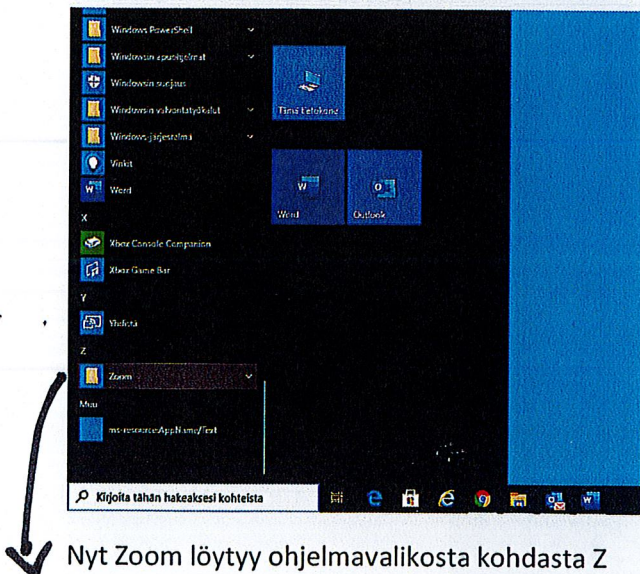 Windows PowerShell
Windowsin apuohjelmat
Windowsin suojaus
Windowsin valvontatyökalut
Tämä tietokone
Windows-järjestelmä
Vinkit
W Word
W
Word
O
Outlook
X
Xbox Console Companion
Xbox Game Bar
Y
Yhdistä
Z
Zoom
Muu
ms-resource:AppName/Text
Kirjoita tähän hakeaksesi kohteista
Nyt Zoom löytyy ohjelmavalikosta kohdasta Z